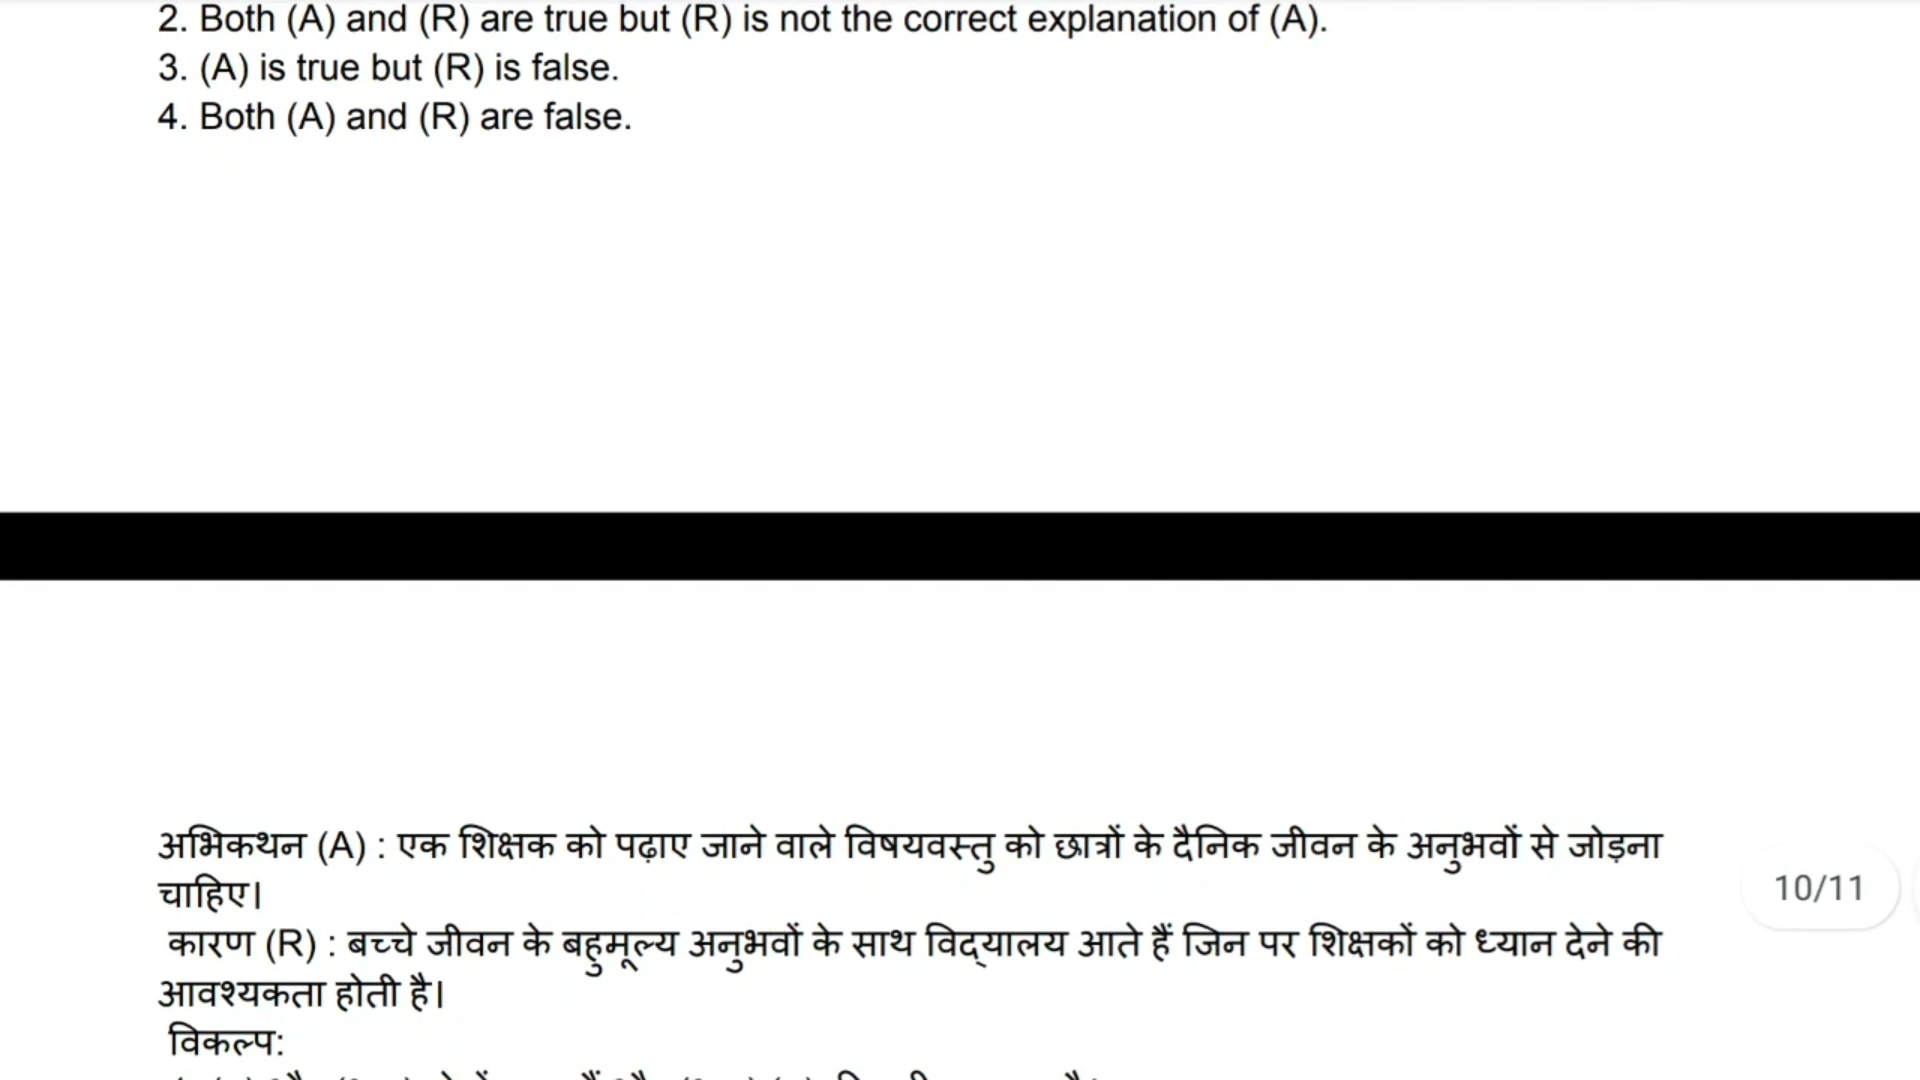 2. Both (A) and (R) are true but (R) is not the correct explanation of (A).
3. (A) is true but (R) is false.
4. Both (A) and (R) are false.
अभिकथन (A) : एक शिक्षक को पढ़ाए जाने वाले विषयवस्तु को छात्रों के दैनिक जीवन के अनुभवों से जोड़ना
चाहिए।
10/11
कारण (R) : बच्चे जीवन के बहुमूल्य अनुभवों के साथ विद्यालय आते हैं जिन पर शिक्षकों को ध्यान देने की
आवश्यकता होती है।
विकल्प: